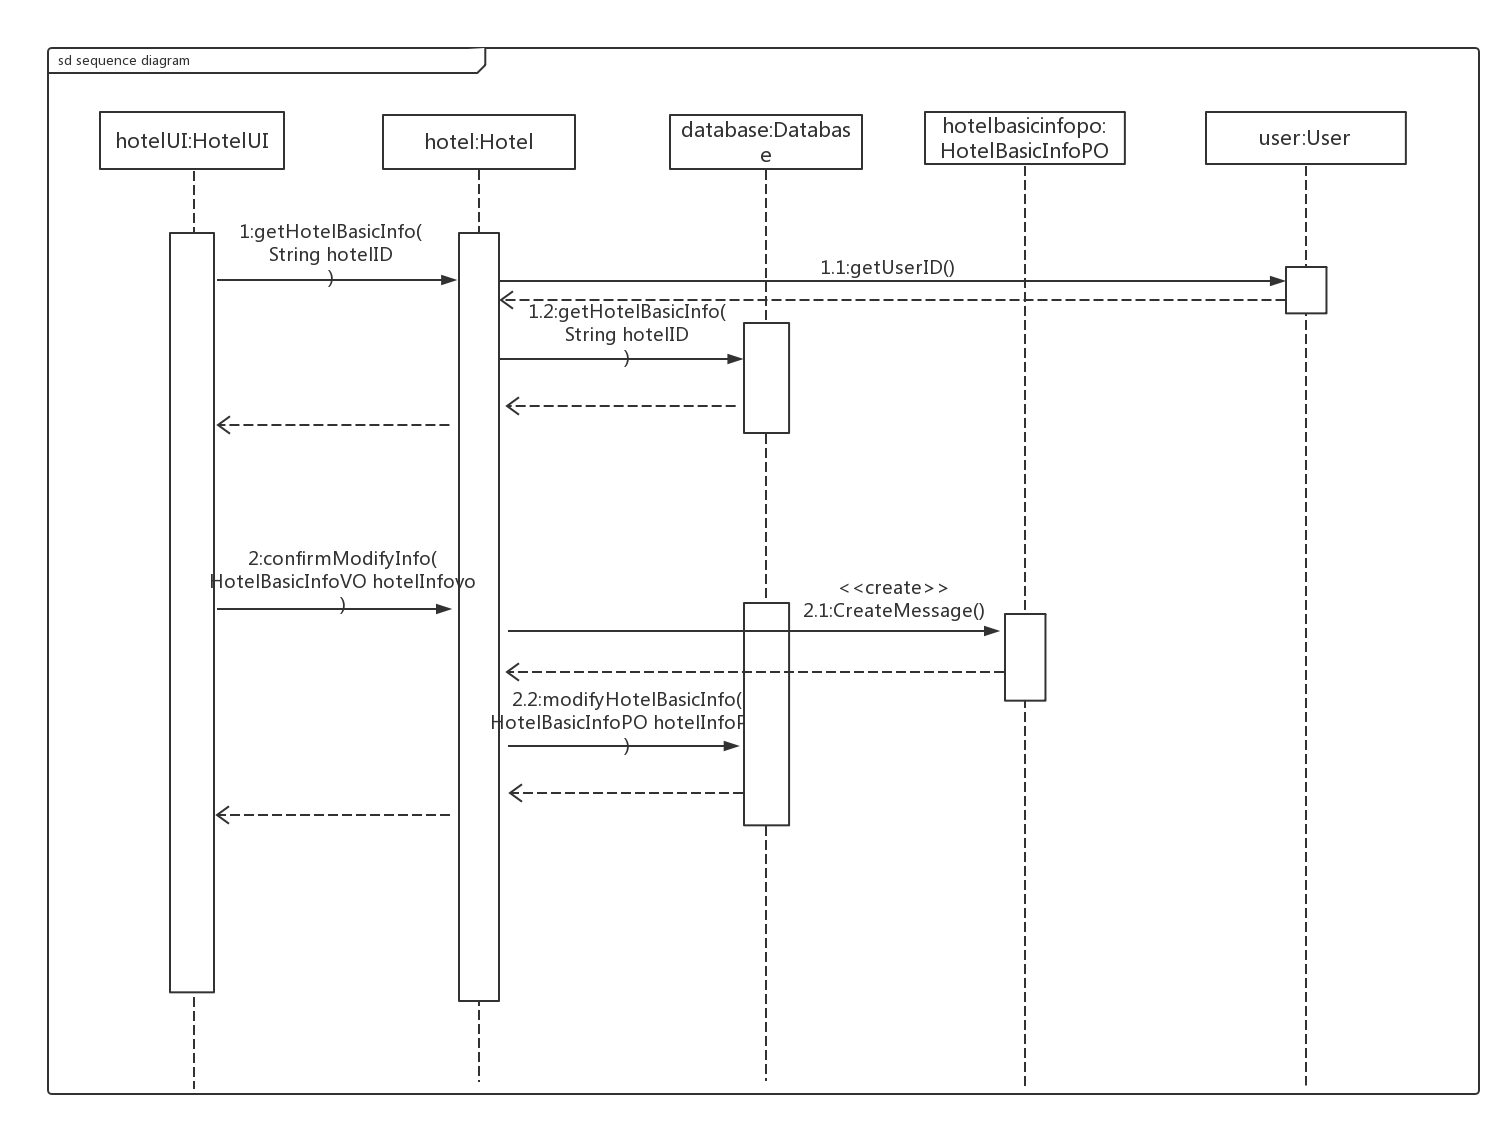 sd sequence diagram
hotelUI:HotelUI
hotel:Hotel
database:Databas
e
hotelbasicinfopo:
HotelBasicInfoPO
user:User
1:getHotelBasicInfo(
String hotelID
)
1.1:getUserID()
1.2:getHotelBasicInfo(
String hotelID
)
2:confirmModifyInfo(
HotelBasicInfoVO hotelInfovo
)
<<create>>
2.1:CreateMessage()
2.2:modifyHotelBasicInfo(
HotelBasicInfoPO hotelInfoP
)